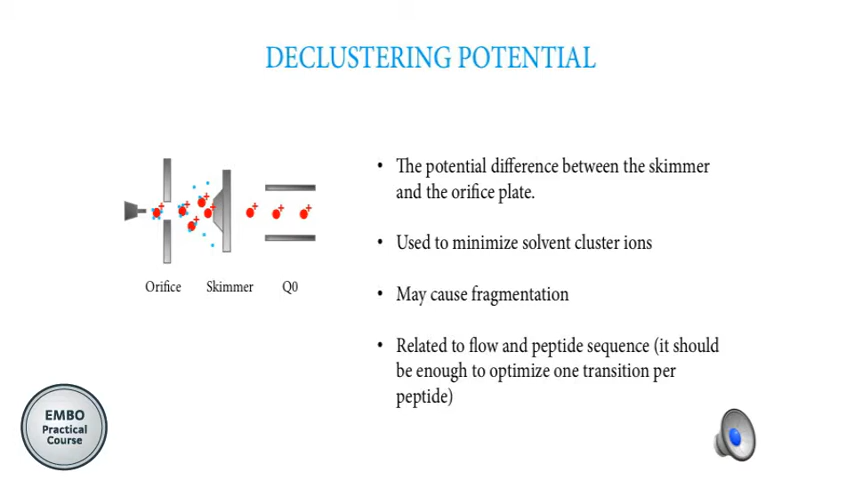 DECLUSTERING POTENTIAL
• The potential difference between the skimmer
and the orifice plate.
• Used to minimize solvent cluster ions
• May cause fragmentation
• Related to flow and peptide sequence (it should
be enough to optimize one transition per
peptide)
+ + + + + + + +
Orifice Skimmer Q0
EMBO
Practical
Course